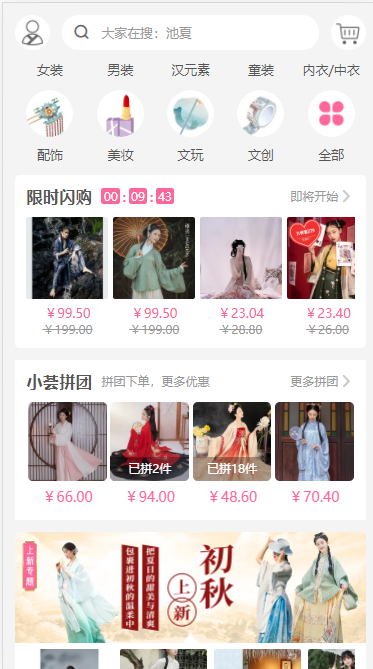 大家在搜：池夏
女装 男装 汉元素 童装 内衣/中衣
配饰 美妆 文玩 文创 全部
限时闪购 00 : 09 : 43 即将开始
￥99.50 ￥99.50 ￥23.04 ￥23.40
￥199.00 ￥199.00 ￥28.80 ￥26.00
小荟拼团 拼团下单，更多优惠 更多拼团
已拼2件 已拼18件
￥66.00 ￥94.00 ￥48.60 ￥70.40
上新专题
包裹进初秋的温柔中
把夏日的甜美与清爽
初秋
上新